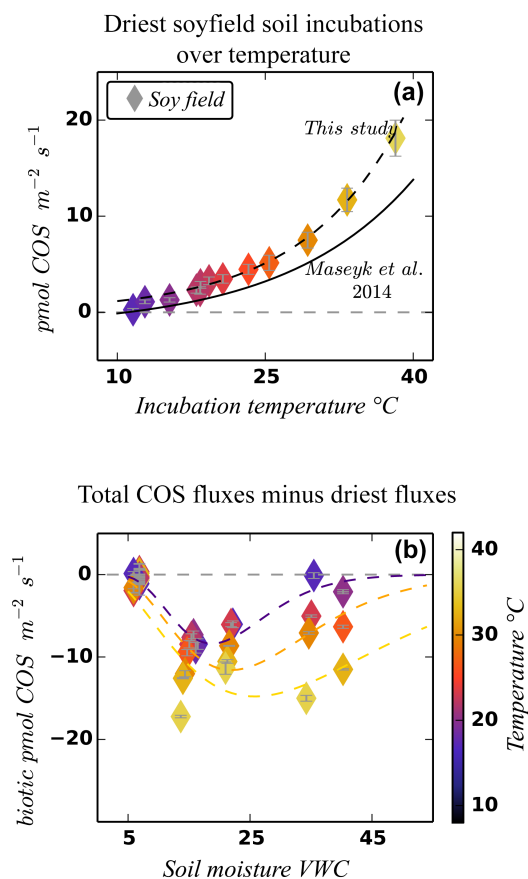 Driest soyfield soil incubations
over temperature
(a)
Soy field
This study
Maseyk et al.
2014
20
10
0
pmol COS m⁻² s⁻¹
10 25 40
Incubation temperature °C
Total COS fluxes minus driest fluxes
(b)
0
−10
−20
biotic pmol COS m⁻² s⁻¹
5 25 45
Soil moisture VWC
40
30
20
10
Temperature °C